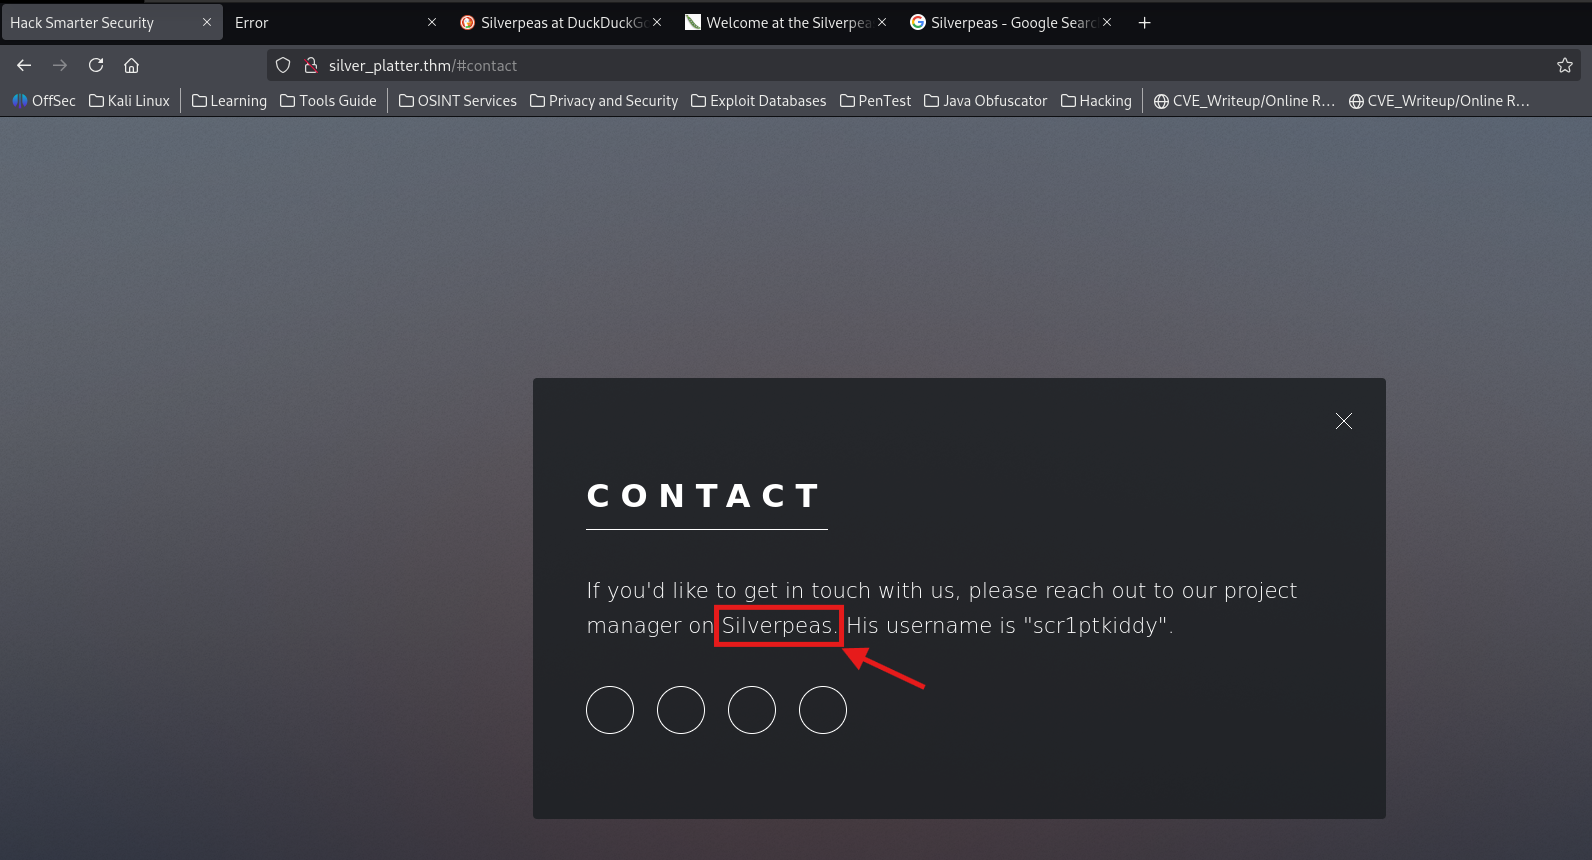 Hack Smarter Security
Error
Silverpeas at DuckDuckG
Welcome at the Silverpea
Silverpeas - Google Searc
silver_platter.thm/#contact
OffSec
Kali Linux
Learning
Tools Guide
OSINT Services
Privacy and Security
Exploit Databases
PenTest
Java Obfuscator
Hacking
CVE_Writeup/Online R...
CVE_Writeup/Online R...
CONTACT
If you'd like to get in touch with us, please reach out to our project
manager on Silverpeas. His username is "scr1ptkiddy".